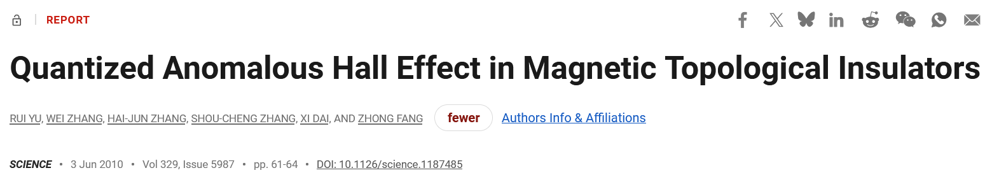 REPORT
Quantized Anomalous Hall Effect in Magnetic Topological Insulators
RUI YU, WEI ZHANG, HAI-JUN ZHANG, SHOU-CHENG ZHANG, XI DAI, AND ZHONG FANG fewer Authors Info & Affiliations
SCIENCE • 3 Jun 2010 • Vol 329, Issue 5987 • pp. 61-64 • DOI: 10.1126/science.1187485